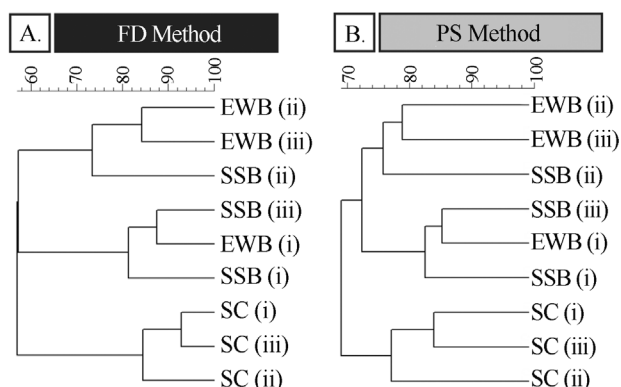 A. FD Method
60 70 80 90 100
EWB (ii)
EWB (iii)
SSB (ii)
SSB (iii)
EWB (i)
SSB (i)
SC (i)
SC (iii)
SC (ii)
B. PS Method
70 80 90 100
EWB (ii)
EWB (iii)
SSB (ii)
SSB (iii)
EWB (i)
SSB (i)
SC (i)
SC (iii)
SC (ii)